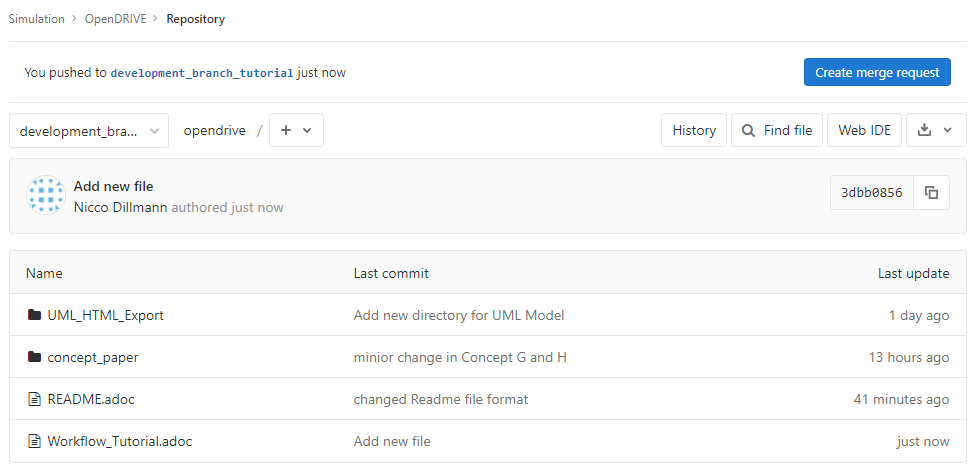 Simulation > OpenDRIVE > Repository
You pushed to development_branch_tutorial just now
Create merge request
development_bra... opendrive / +
History Find file Web IDE
Add new file
Nicco Dillmann authored just now
3dbb0856
Name Last commit Last update
UML_HTML_Export Add new directory for UML Model 1 day ago
concept_paper minior change in Concept G and H 13 hours ago
README.adoc changed Readme file format 41 minutes ago
Workflow_Tutorial.adoc Add new file just now